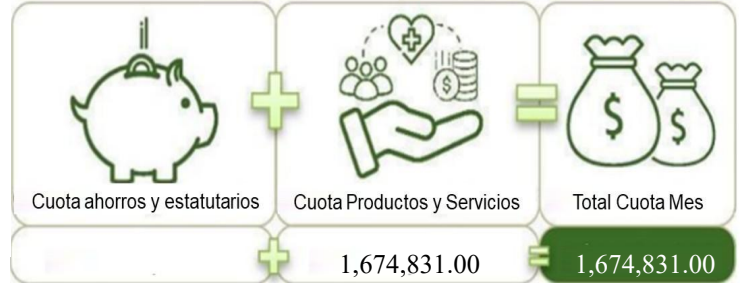 Cuota ahorros y estatutarios
Cuota Productos y Servicios
Total Cuota Mes
1,674,831.00
1,674,831.00